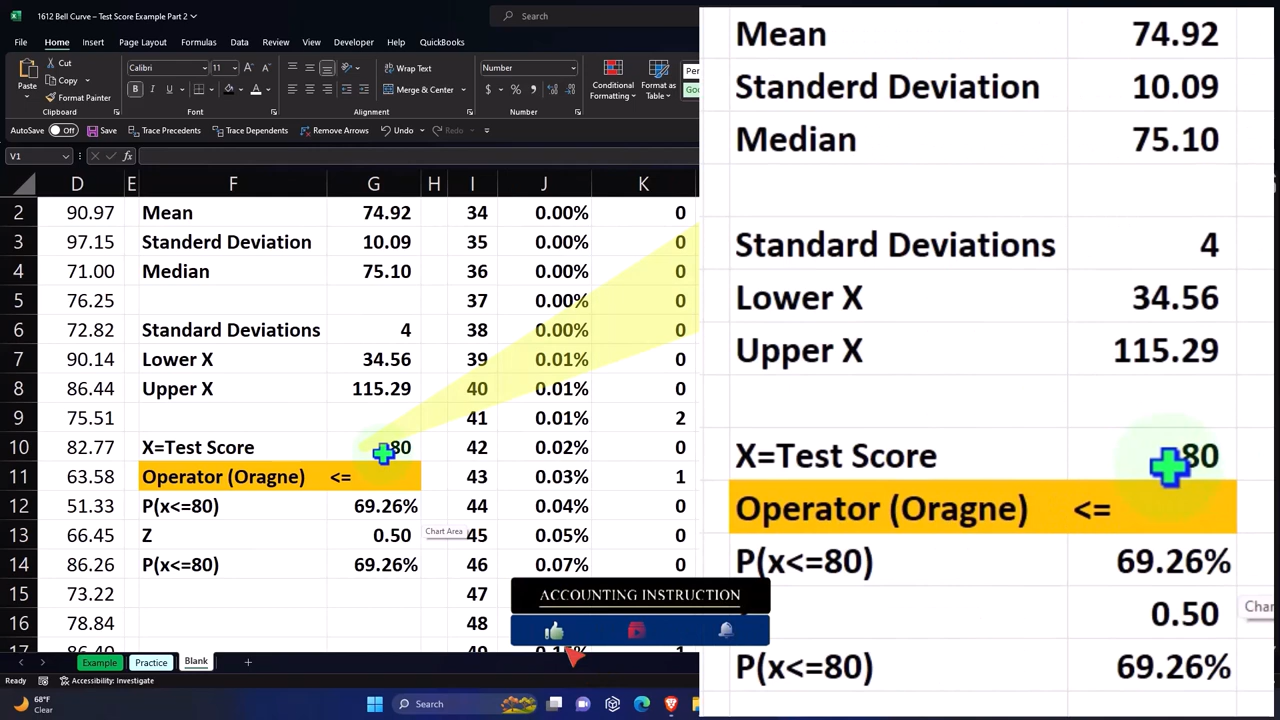 1612 Bell Curve – Test Score Example Part 2
Search
File Home Insert Page Layout Formulas Data Review View Developer Help QuickBooks
Cut
Copy
Format Painter
Paste
Clipboard
Calibri 11
B I U
Font
Wrap Text
Merge & Center
Alignment
Number
$ % ,
Number
Conditional Formatting
Format as Table
AutoSave Off Save Trace Precedents Trace Dependents Remove Arrows Undo Redo
V1 fx
D E F G H I J K
2 90.97 Mean 74.92 34 0.00% 0
3 97.15 Standerd Deviation 10.09 35 0.00% 0
4 71.00 Median 75.10 36 0.00% 0
5 76.25 37 0.00% 0
6 72.82 Standard Deviations 4 38 0.00% 0
7 90.14 Lower X 34.56 39 0.01% 0
8 86.44 Upper X 115.29 40 0.01% 0
9 75.51 41 0.01% 2
10 82.77 X=Test Score 80 42 0.02% 0
11 63.58 Operator (Oragne) <= 43 0.03% 1
12 51.33 P(x<=80) 69.26% 44 0.04% 0
13 66.45 Z 0.50 45 0.05% 0
Chart Area
14 86.26 P(x<=80) 69.26% 46 0.07% 0
15 73.22 47
16 78.84 48
ACCOUNTING INSTRUCTION
Example Practice Blank
Ready Accessibility: Investigate
68°F
Clear
Search
Mean 74.92
Standerd Deviation 10.09
Median 75.10
Standard Deviations 4
Lower X 34.56
Upper X 115.29
X=Test Score 80
Operator (Oragne) <=
P(x<=80) 69.26%
0.50
P(x<=80) 69.26%